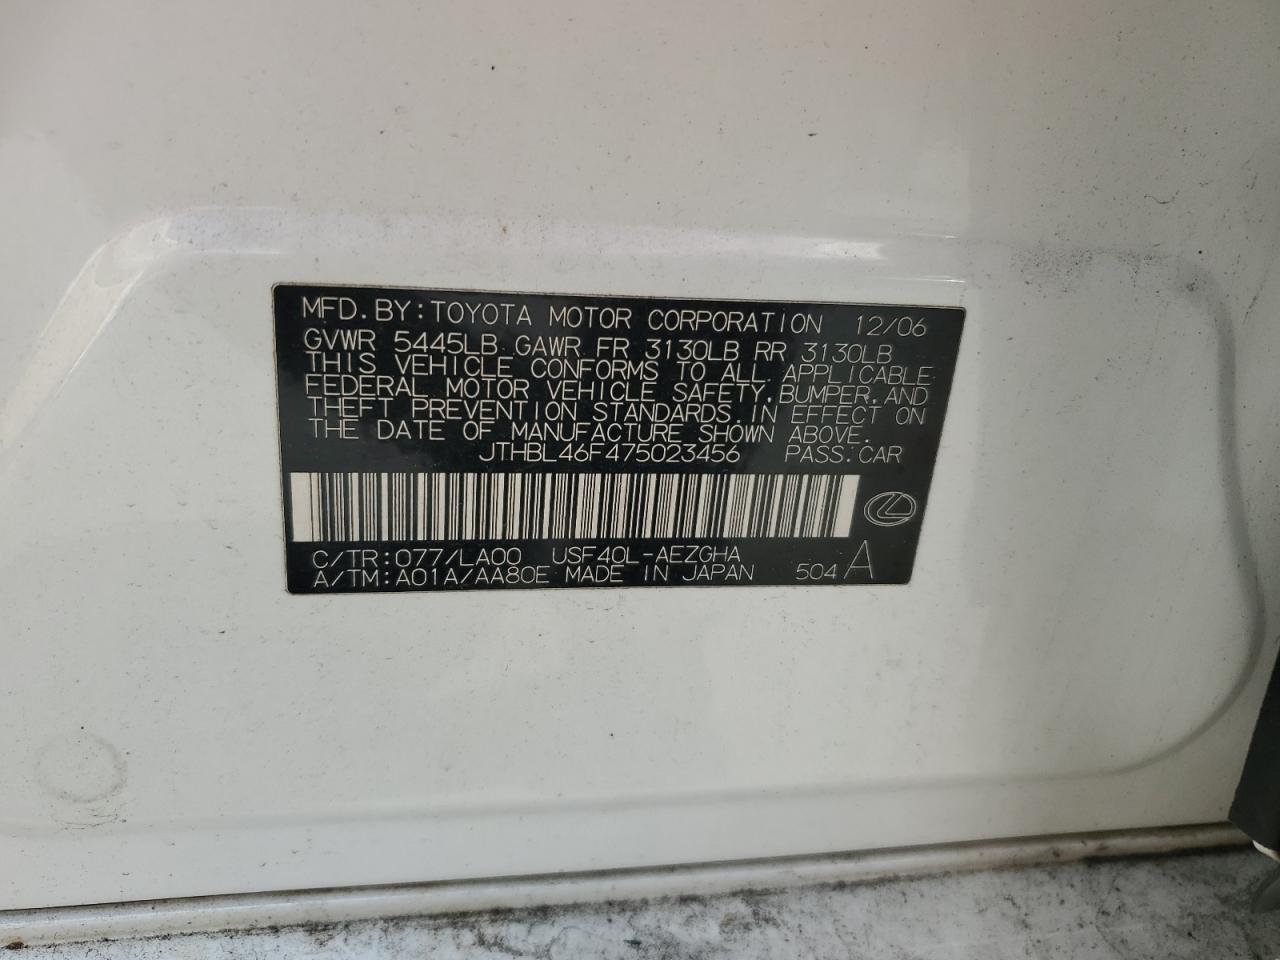 MFD.BY:TOYOTA MOTOR CORPORATION 12/06
GVWR 5445LB GAWR FR 3130LB RR 3130LB
THIS VEHICLE CONFORMS TO ALL APPLICABLE
FEDERAL MOTOR VEHICLE SAFETY,BUMPER,AND
THEFT PREVENTION STANDARDS IN EFFECT ON
THE DATE OF MANUFACTURE SHOWN ABOVE.
JTHBL46F475023456 PASS.CAR
C/TR:077/LA00 USF40L-AEZGHA
A/TM:A01A/AA80E MADE IN JAPAN 504 A